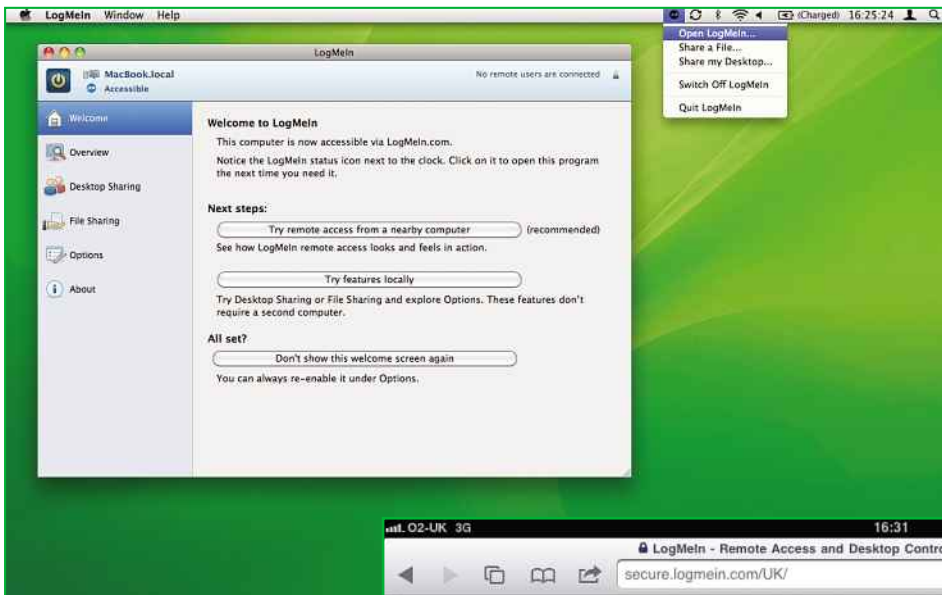 LogMeIn Window Help
(Charged) 16:25:24
Open LogMeIn...
Share a File...
Share my Desktop...
Switch Off LogMeIn
Quit LogMeIn
LogMeIn
MacBook.local
Accessible
No remote users are connected
Welcome
Overview
Desktop Sharing
File Sharing
Options
About
Welcome to LogMeIn
This computer is now accessible via LogMeIn.com.
Notice the LogMeIn status icon next to the clock. Click on it to open this program
the next time you need it.
Next steps:
Try remote access from a nearby computer (recommended)
See how LogMeIn remote access looks and feels in action.
Try features locally
Try Desktop Sharing or File Sharing and explore Options. These features don't
require a second computer.
All set?
Don't show this welcome screen again
You can always re-enable it under Options.
O2-UK 3G 16:31
LogMeIn - Remote Access and Desktop Contro
secure.logmein.com/UK/